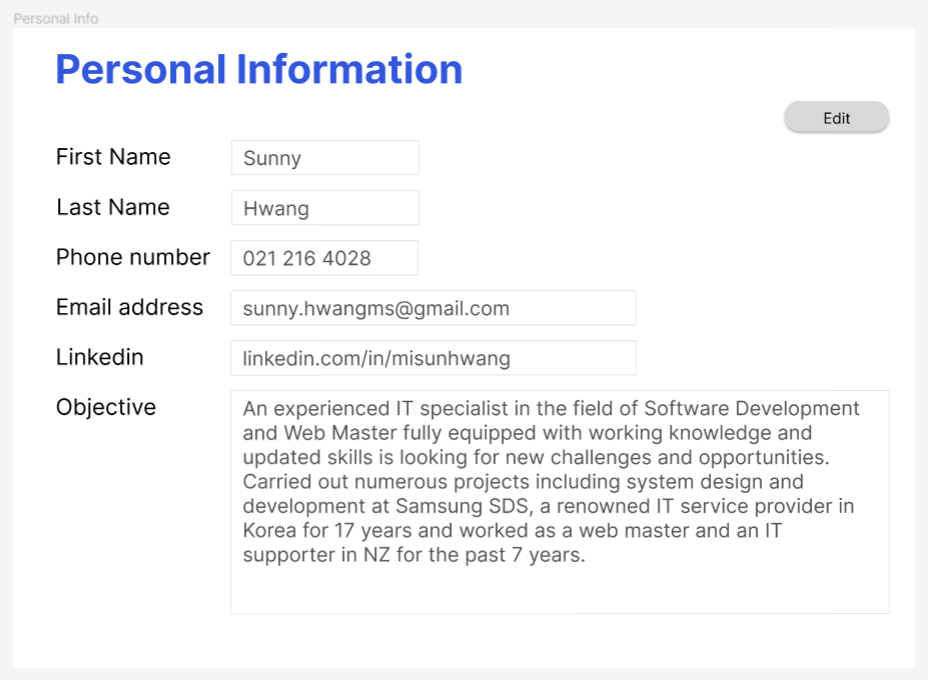 Personal Info
Personal Information
Edit
First Name Sunny
Last Name Hwang
Phone number 021 216 4028
Email address sunny.hwangms@gmail.com
Linkedin linkedin.com/in/misunhwang
Objective An experienced IT specialist in the field of Software Development
and Web Master fully equipped with working knowledge and
updated skills is looking for new challenges and opportunities.
Carried out numerous projects including system design and
development at Samsung SDS, a renowned IT service provider in
Korea for 17 years and worked as a web master and an IT
supporter in NZ for the past 7 years.